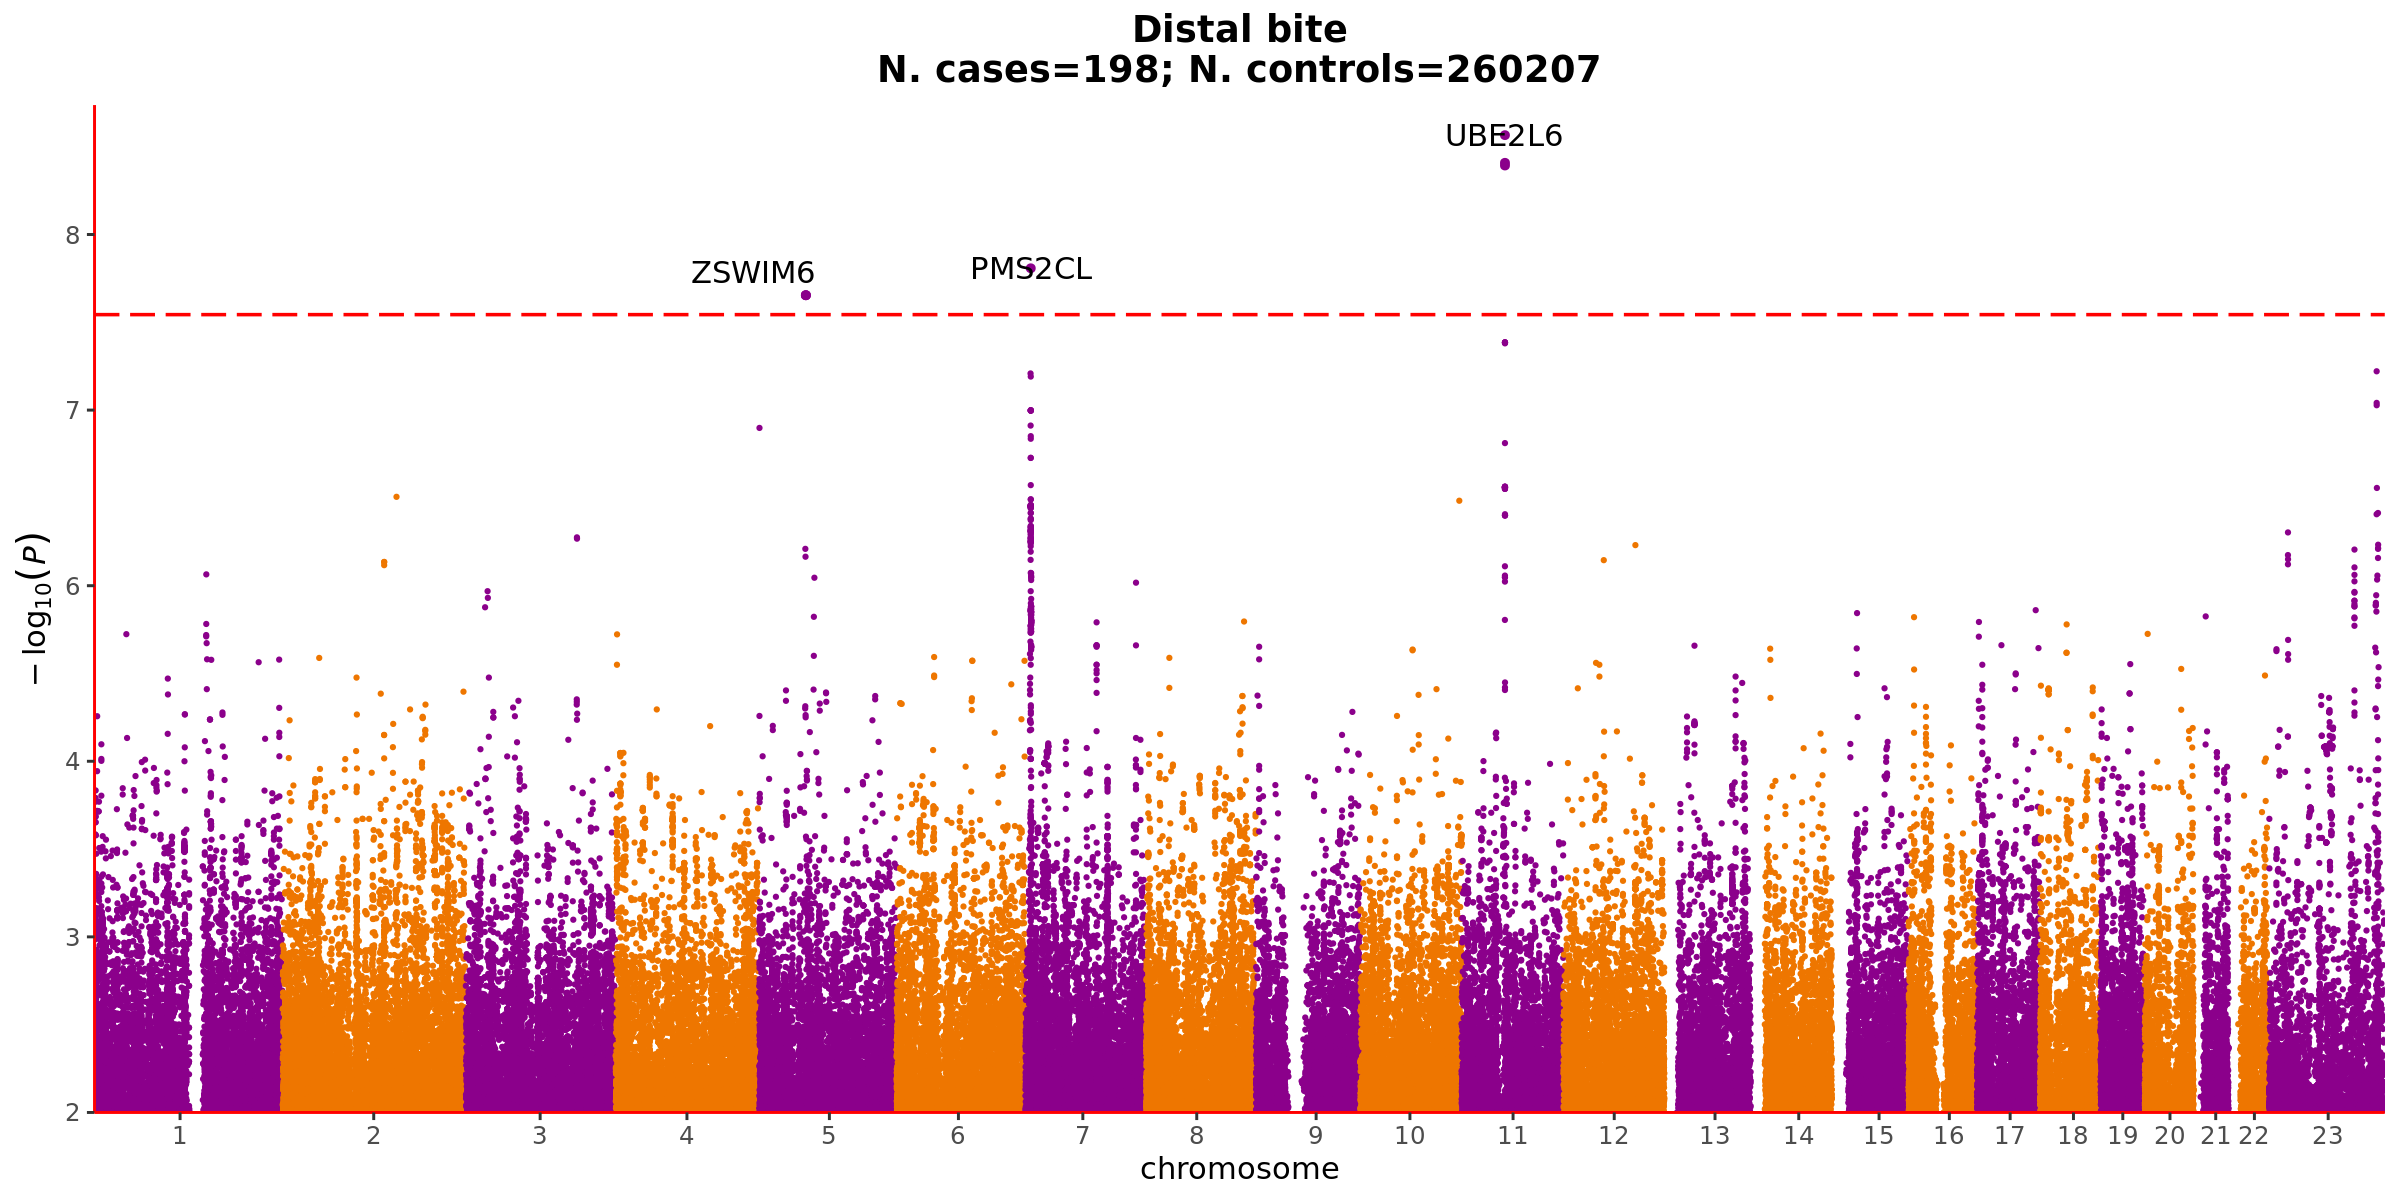 Distal bite
N. cases=198; N. controls=260207
UBE2L6
8
ZSWIM6
PMS2CL
7
6
4
3
2
−log₁₀(P)
1 2 3 4 5 6 7 8 9 10 11 12 13 14 15 16 17 18 19 20 21 22 23
chromosome